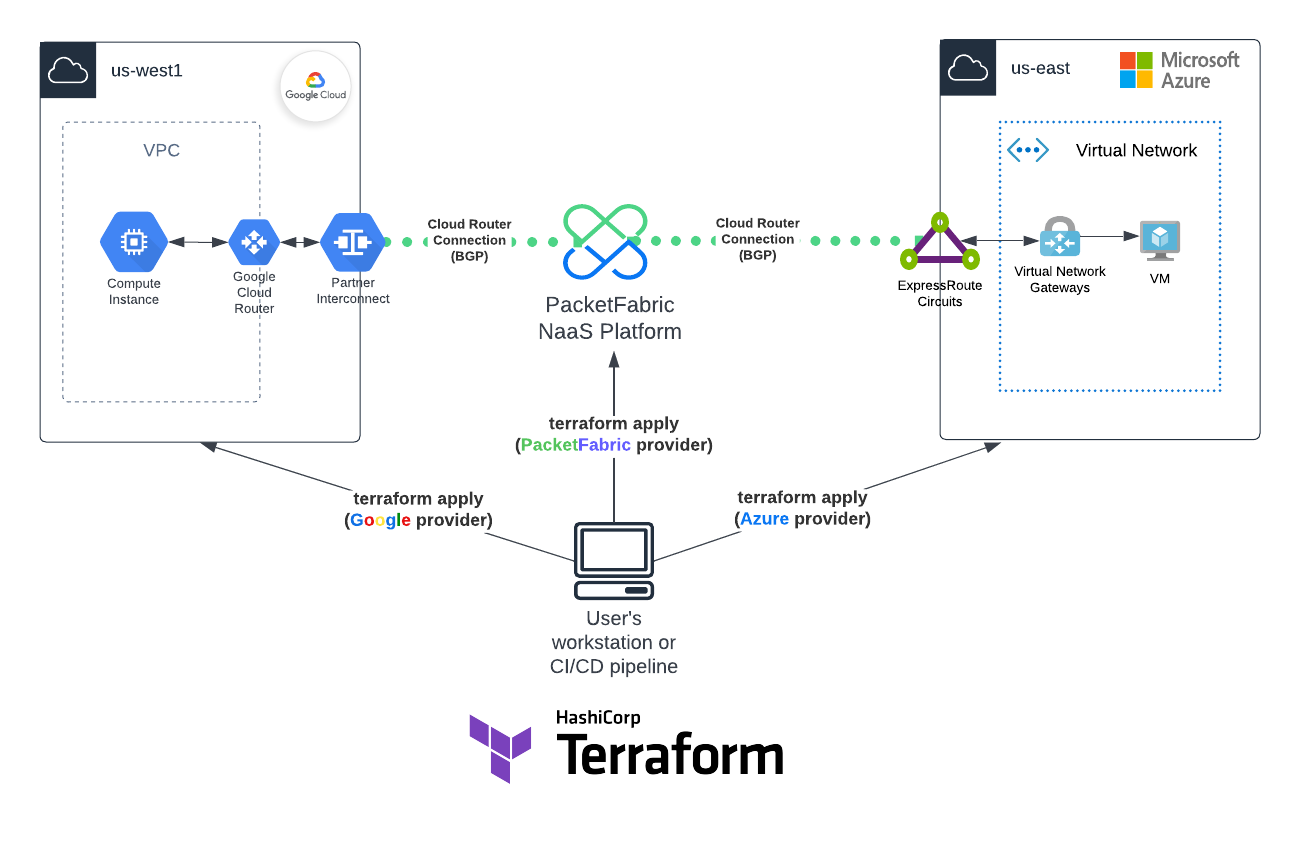 us-west1
Google Cloud
VPC
Compute
Instance
Google
Cloud
Router
Partner
Interconnect
Cloud Router
Connection
(BGP)
PacketFabric
NaaS Platform
Cloud Router
Connection
(BGP)
us-east
Microsoft
Azure
Virtual Network
ExpressRoute
Circuits
Virtual Network
Gateways
VM
terraform apply
(PacketFabric provider)
terraform apply
(Google provider)
terraform apply
(Azure provider)
User's
workstation or
CI/CD pipeline
HashiCorp
Terraform